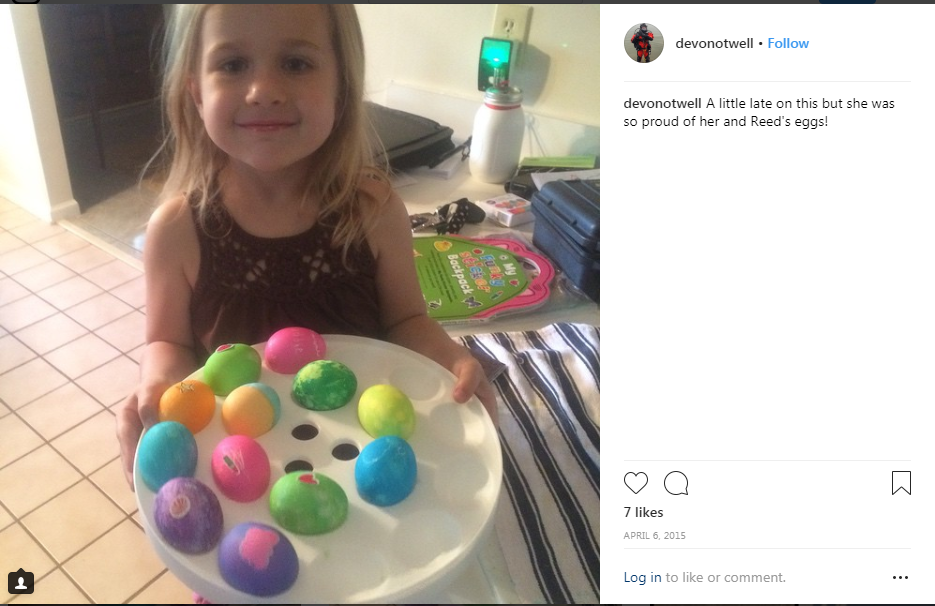 devonotwell • Follow
devonotwell A little late on this but she was
so proud of her and Reed's eggs!
My
Funky
Backpack
7 likes
APRIL 6, 2015
Log in to like or comment.